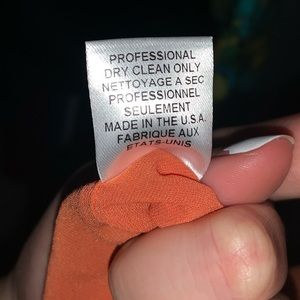 PROFESSIONAL
DRY CLEAN ONLY
NETTOYAGE A SEC
PROFESSIONNEL
SEULEMENT
MADE IN THE U.S.A.
FABRIQUE AUX
ETATS-UNIS